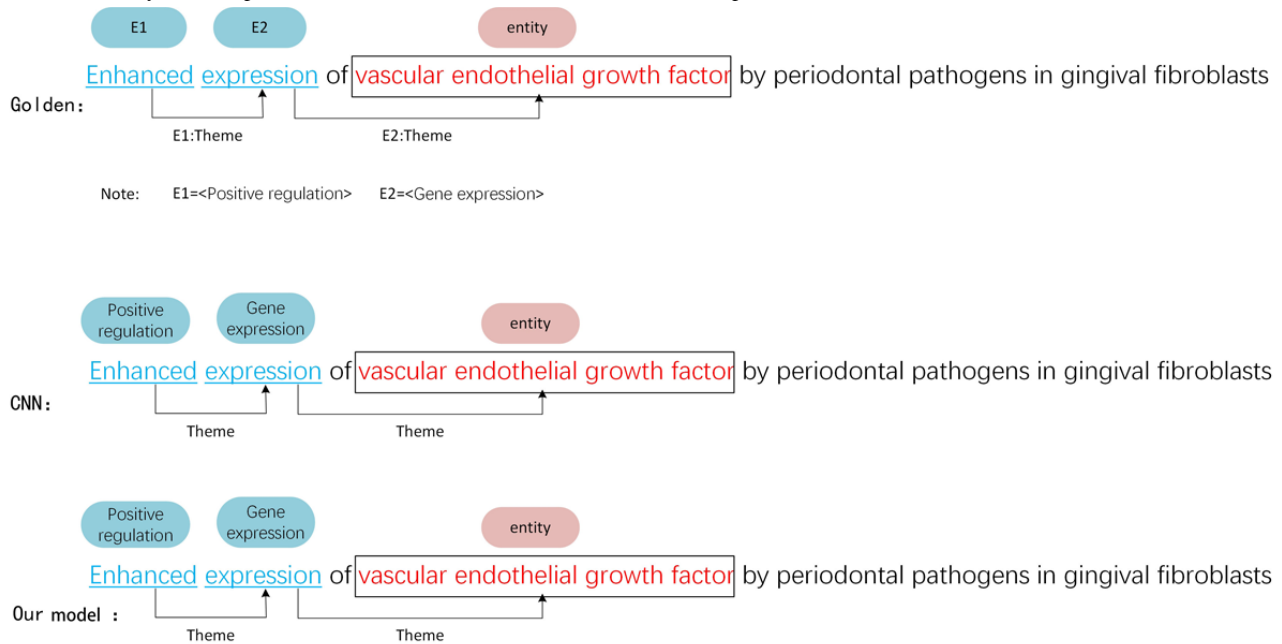 E1 E2 entity
Enhanced expression of vascular endothelial growth factor by periodontal pathogens in gingival fibroblasts
Golden:
E1:Theme E2:Theme
Note: E1=<Positive regulation> E2=<Gene expression>
Positive regulation Gene expression entity
Enhanced expression of vascular endothelial growth factor by periodontal pathogens in gingival fibroblasts
CNN:
Theme Theme
Positive regulation Gene expression entity
Enhanced expression of vascular endothelial growth factor by periodontal pathogens in gingival fibroblasts
Our model :
Theme Theme